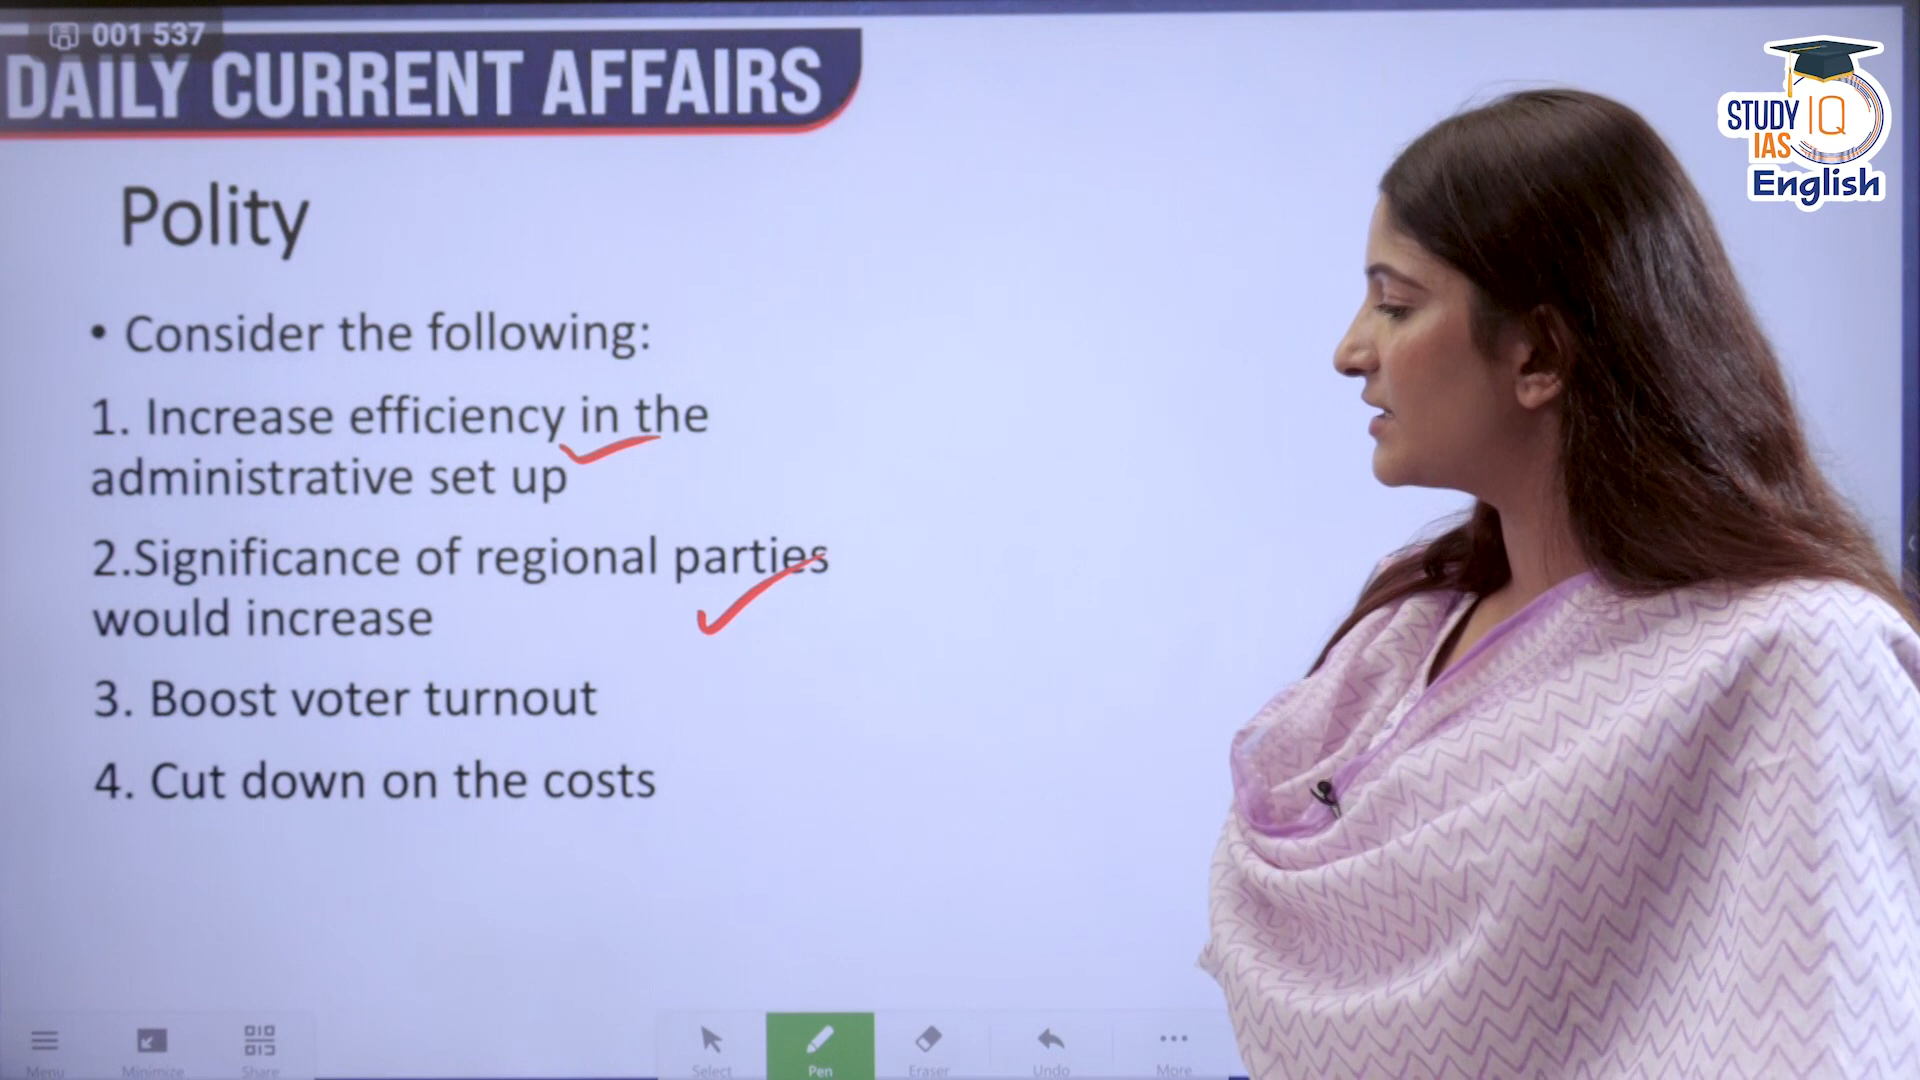 001 537
DAILY CURRENT AFFAIRS
STUDY IQ
IAS
English
Polity
• Consider the following:
1. Increase efficiency in the
administrative set up
2.Significance of regional parties
would increase
3. Boost voter turnout
4. Cut down on the costs
Menu Minimize Share Select Pen Eraser Undo More